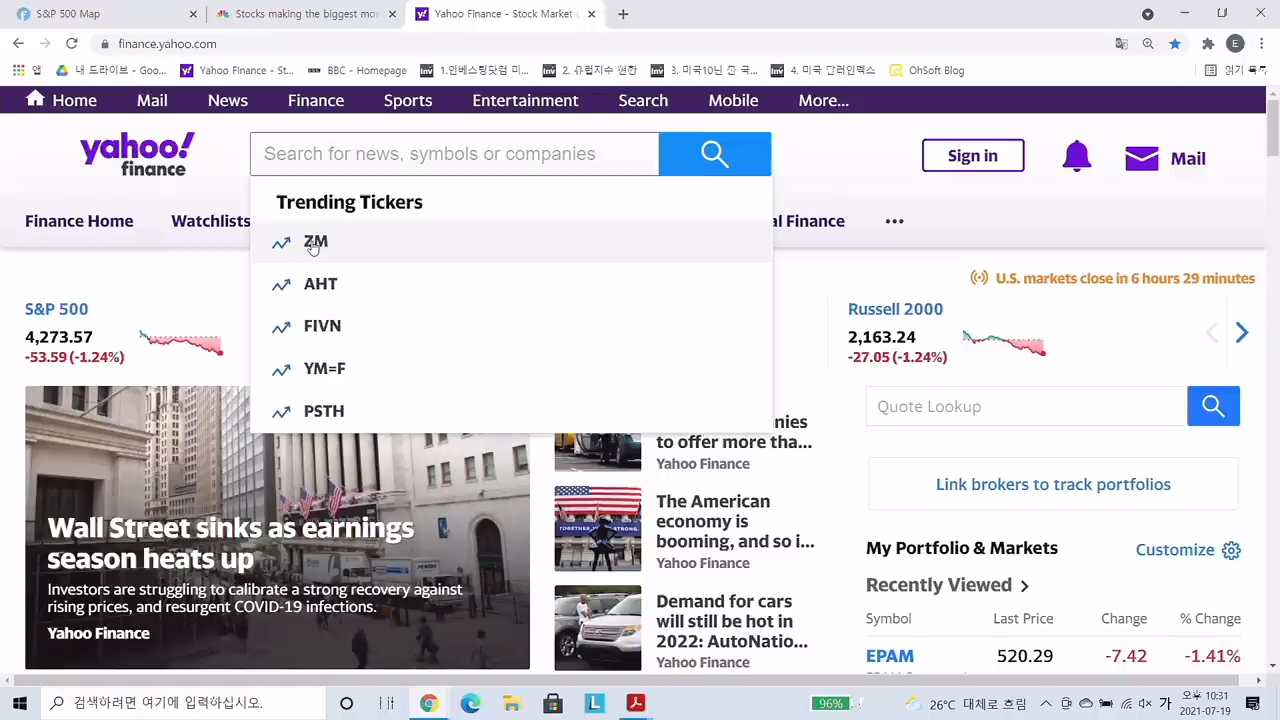 S&P 500 Map
Stocks making the biggest mov
Yahoo Finance - Stock Market L
finance.yahoo.com
앱
내 드라이브 - Goo...
Yahoo Finance - St...
BBC - Homepage
1.인베스팅닷컴 미...
2. 유럽지수 현황
3. 미국10년 존 국...
4. 미국 달러인덱스
OhSoft Blog
읽기 목록
Home
Mail
News
Finance
Sports
Entertainment
Search
Mobile
More...
yahoo!
finance
Search for news, symbols or companies
Sign in
Mail
Trending Tickers
ZM
AHT
FIVN
YM=F
PSTH
Finance Home
Watchlists
al Finance
U.S. markets close in 6 hours 29 minutes
S&P 500
4,273.57
-53.59 (-1.24%)
Russell 2000
2,163.24
-27.05 (-1.24%)
Wall Street sinks as earnings
season heats up
Investors are struggling to calibrate a strong recovery against
rising prices, and resurgent COVID-19 infections.
Yahoo Finance
nies
to offer more tha...
Yahoo Finance
The American
economy is
booming, and so i...
Yahoo Finance
Demand for cars
will still be hot in
2022: AutoNatio...
Yahoo Finance
Quote Lookup
Link brokers to track portfolios
My Portfolio & Markets
Customize
Recently Viewed
Symbol
Last Price
Change
% Change
EPAM
520.29
-7.42
-1.41%
검색하려면 여기에 입력하십시오.
96%
26°C 대체로 흐림
가
오후 10:31
2021-07-19